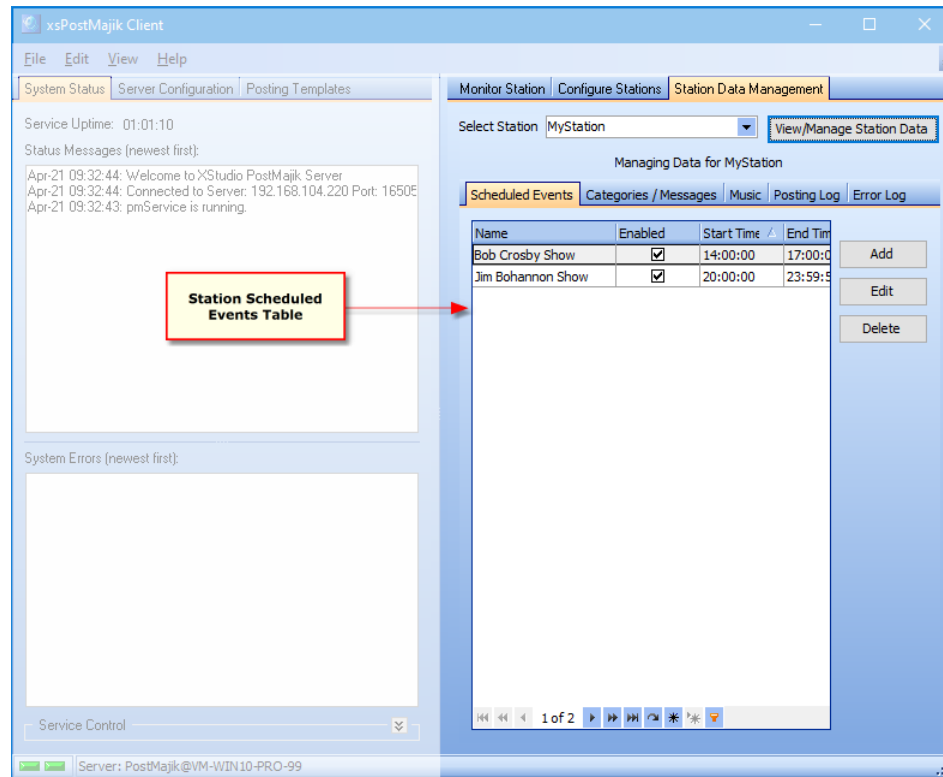 xsPostMajik Client
File Edit View Help
System Status Server Configuration Posting Templates
Service Uptime: 01:01:10
Status Messages (newest first):
Apr-21 09:32:44: Welcome to XStudio PostMajik Server
Apr-21 09:32:44: Connected to Server: 192.168.104.220 Port: 16505
Apr-21 09:32:43: pmService is running.
Station Scheduled
Events Table
System Errors (newest first):
Service Control
Server: PostMajik@VM-WIN10-PRO-99
Monitor Station Configure Stations Station Data Management
Select Station MyStation View/Manage Station Data
Managing Data for MyStation
Scheduled Events Categories / Messages Music Posting Log Error Log
Name Enabled Start Time End Tim
Bob Crosby Show 14:00:00 17:00:0
Jim Bohannon Show 20:00:00 23:59:5
Add
Edit
Delete
1 of 2